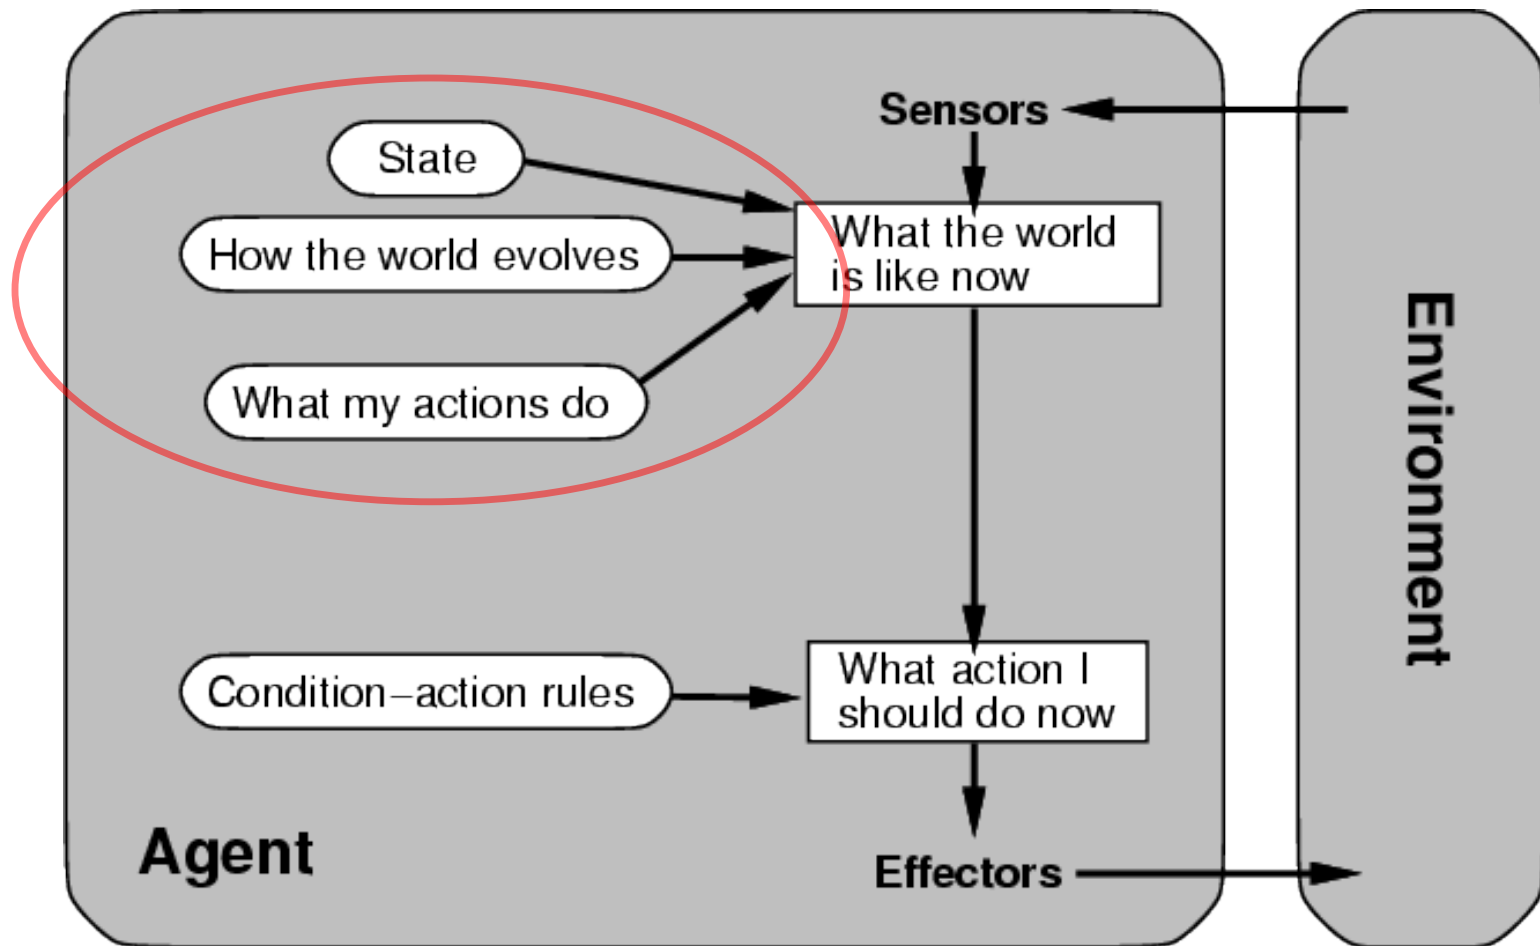 Sensors
State
What the world
is like now
How the world evolves
What my actions do
Environment
Condition–action rules
What action I
should do now
Agent
Effectors